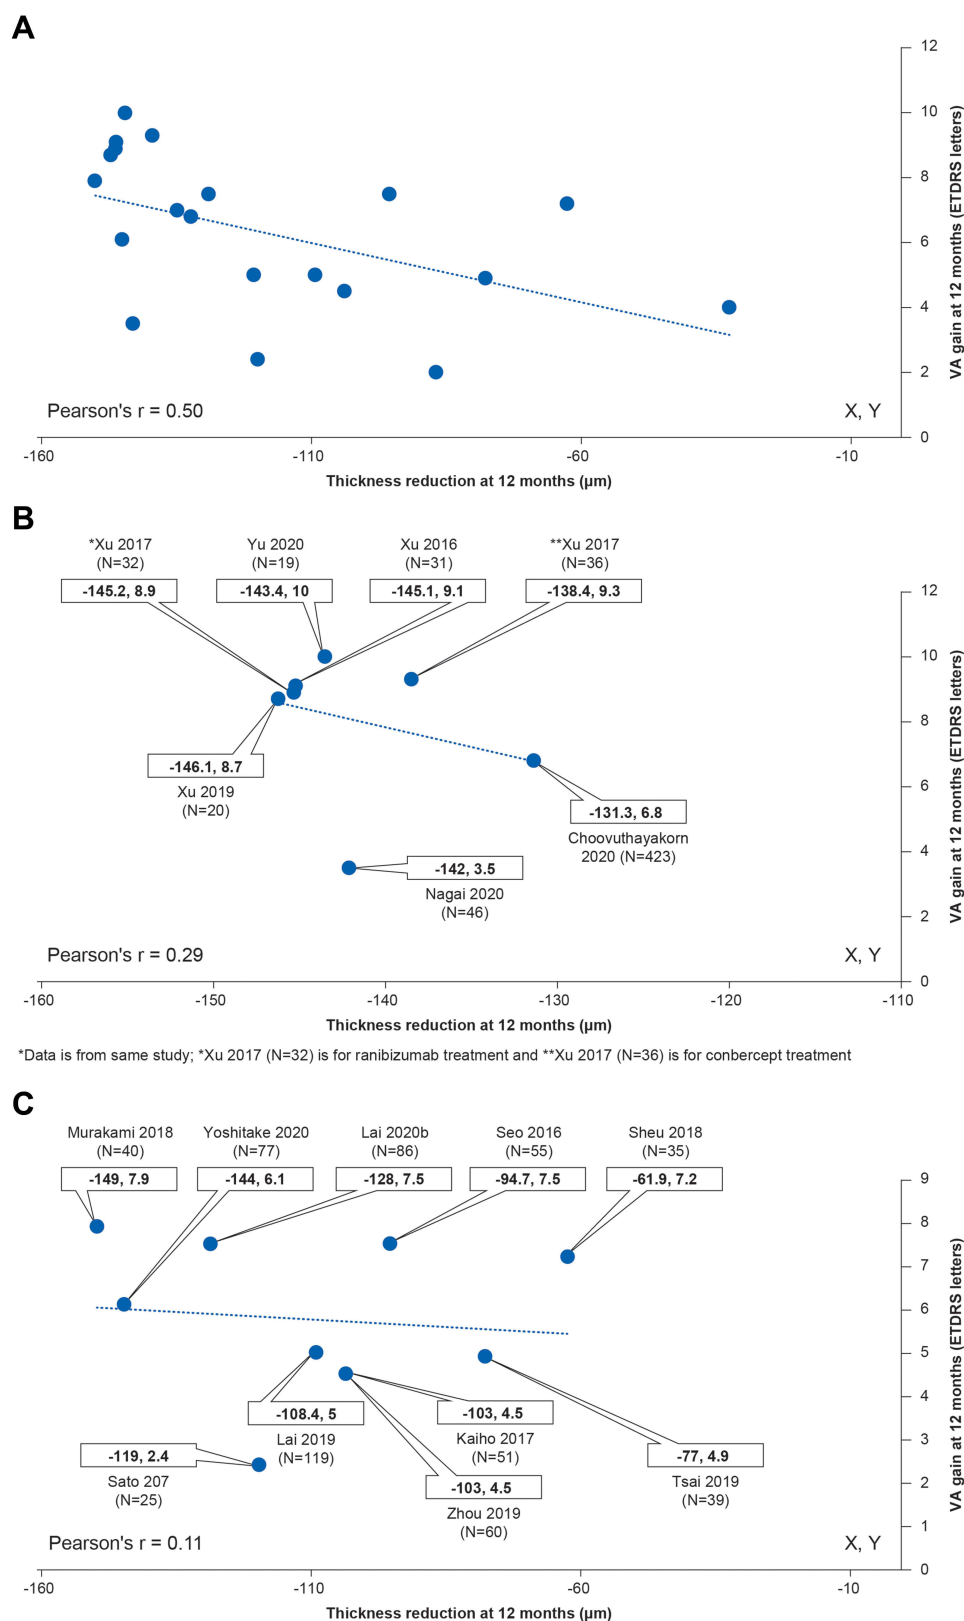 A
12
10
8
6
4
2
0
VA gain at 12 months (ETDRS letters)
Pearson's r = 0.50
X, Y
-160
-110
-60
-10
Thickness reduction at 12 months (µm)
B
*Xu 2017
(N=32)
-145.2, 8.9
Yu 2020
(N=19)
-143.4, 10
Xu 2016
(N=31)
-145.1, 9.1
**Xu 2017
(N=36)
-138.4, 9.3
-146.1, 8.7
Xu 2019
(N=20)
-131.3, 6.8
Choovuthayakorn
2020 (N=423)
-142, 3.5
Nagai 2020
(N=46)
12
10
8
6
4
2
0
VA gain at 12 months (ETDRS letters)
Pearson's r = 0.29
X, Y
-160
-150
-140
-130
-120
-110
Thickness reduction at 12 months (µm)
*Data is from same study; *Xu 2017 (N=32) is for ranibizumab treatment and **Xu 2017 (N=36) is for conbercept treatment
C
Murakami 2018
(N=40)
-149, 7.9
Yoshitake 2020
(N=77)
-144, 6.1
Lai 2020b
(N=86)
-128, 7.5
Seo 2016
(N=55)
-94.7, 7.5
Sheu 2018
(N=35)
-61.9, 7.2
-108.4, 5
Lai 2019
(N=119)
-103, 4.5
Kaiho 2017
(N=51)
-119, 2.4
Sato 207
(N=25)
-103, 4.5
Zhou 2019
(N=60)
-77, 4.9
Tsai 2019
(N=39)
9
8
7
6
5
4
3
2
1
0
VA gain at 12 months (ETDRS letters)
Pearson's r = 0.11
X, Y
-160
-110
-60
-10
Thickness reduction at 12 months (µm)